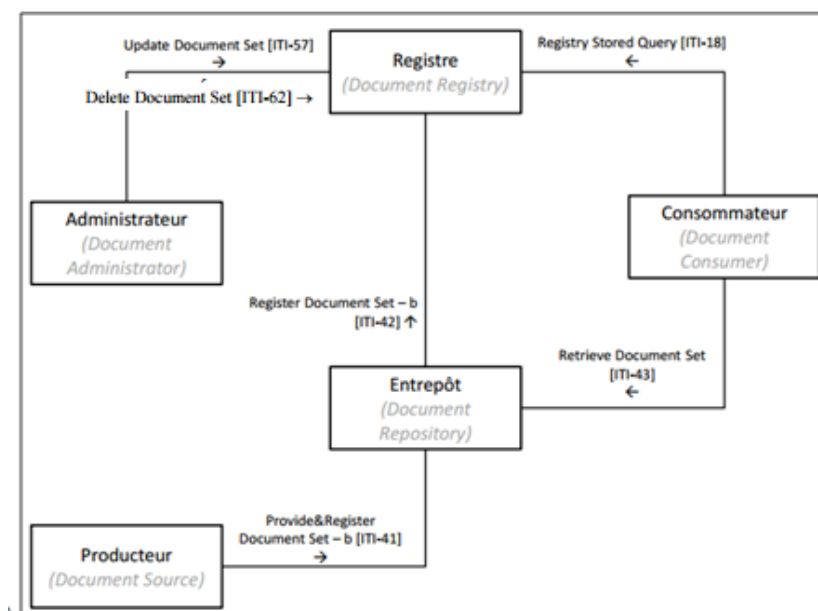 Update Document Set [ITI-57]
→
Registre
(Document Registry)
Registry Stored Query [ITI-18]
←
Delete Document Set [ITI-62] →
Administrateur
(Document
Administrator)
Consommateur
(Document
Consumer)
Register Document Set – b
[ITI-42] ↑
Retrieve Document Set
[ITI-43]
←
Entrepôt
(Document
Repository)
Provide&Register
Document Set – b [ITI-41]
→
Producteur
(Document Source)